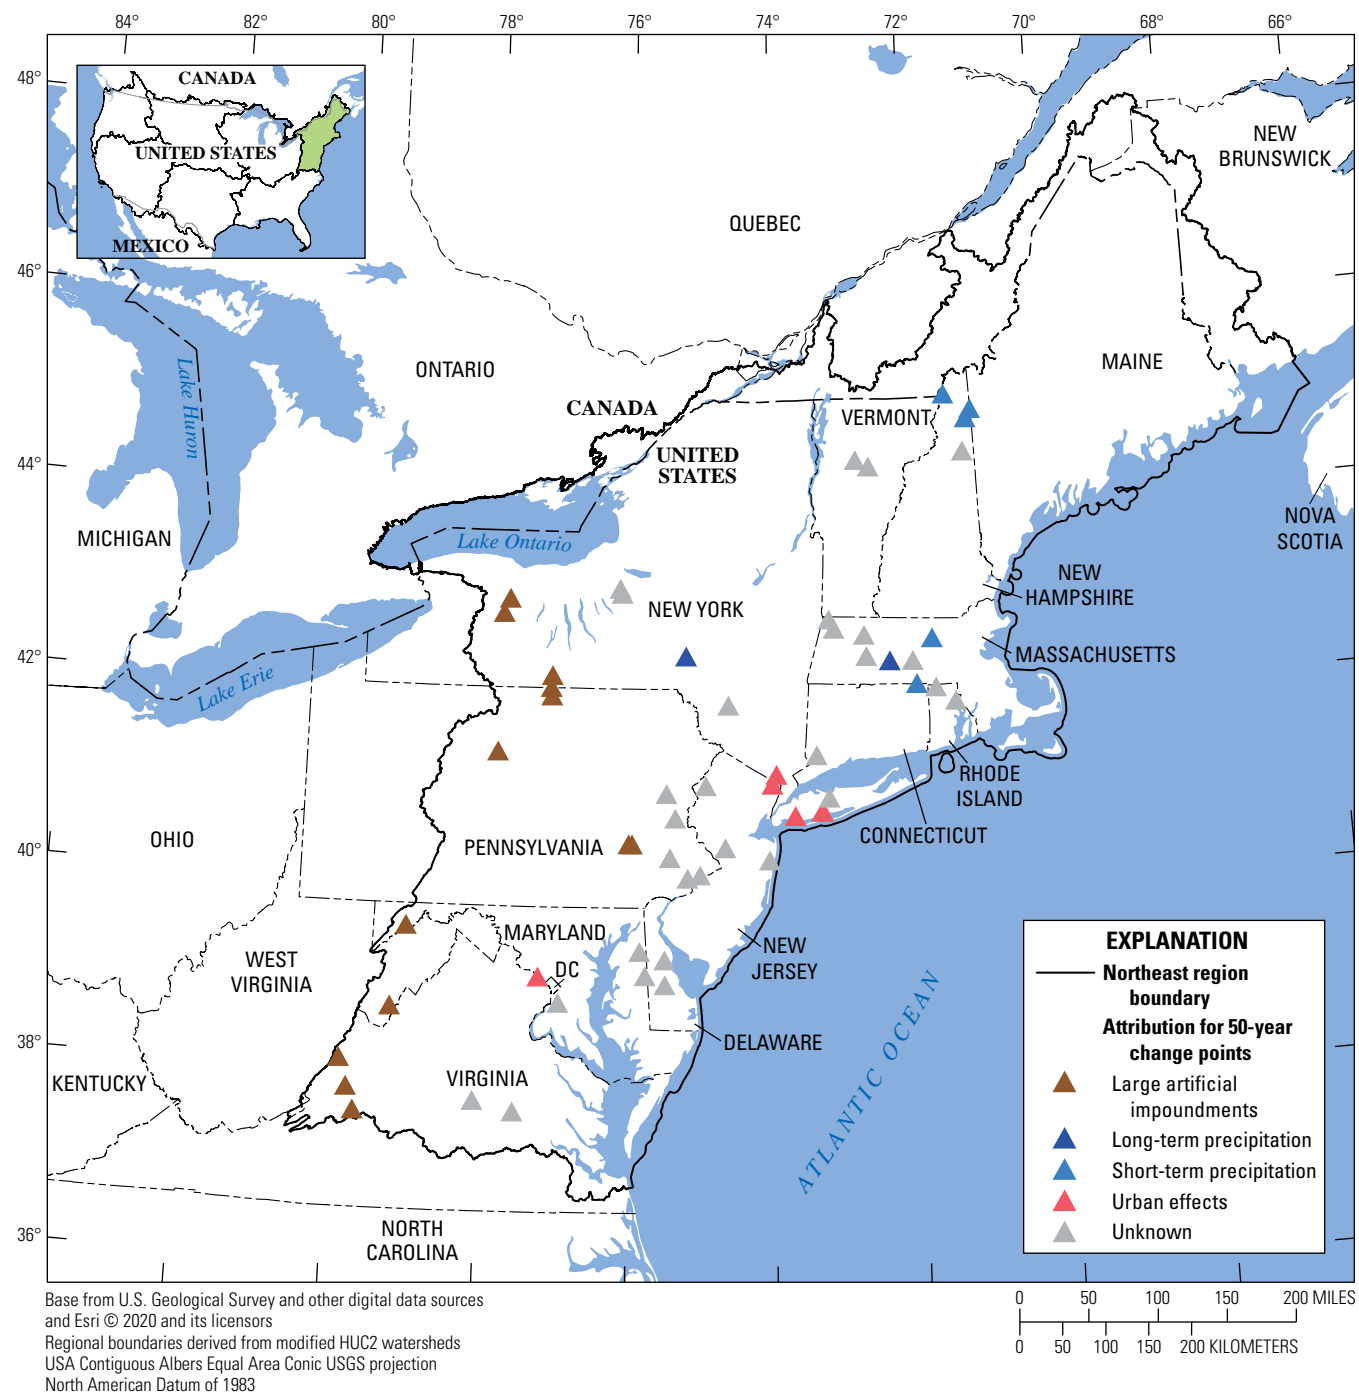 84°
82°
80°
78°
76°
74°
72°
70°
68°
66°
48°
46°
44°
42°
40°
38°
36°
CANADA
UNITED STATES
MEXICO
NEW
BRUNSWICK
QUEBEC
ONTARIO
MAINE
Lake Huron
CANADA
VERMONT
UNITED
STATES
MICHIGAN
Lake Ontario
NOVA
SCOTIA
NEW
HAMPSHIRE
NEW YORK
MASSACHUSETTS
Lake Erie
RHODE
ISLAND
CONNECTICUT
OHIO
PENNSYLVANIA
MARYLAND
NEW
JERSEY
WEST
VIRGINIA
DC
DELAWARE
KENTUCKY
VIRGINIA
ATLANTIC OCEAN
NORTH
CAROLINA
EXPLANATION
Northeast region
boundary
Attribution for 50-year
change points
Large artificial
impoundments
Long-term precipitation
Short-term precipitation
Urban effects
Unknown
Base from U.S. Geological Survey and other digital data sources
and Esri © 2020 and its licensors
Regional boundaries derived from modified HUC2 watersheds
USA Contiguous Albers Equal Area Conic USGS projection
North American Datum of 1983
0 50 100 150 200 MILES
0 50 100 150 200 KILOMETERS